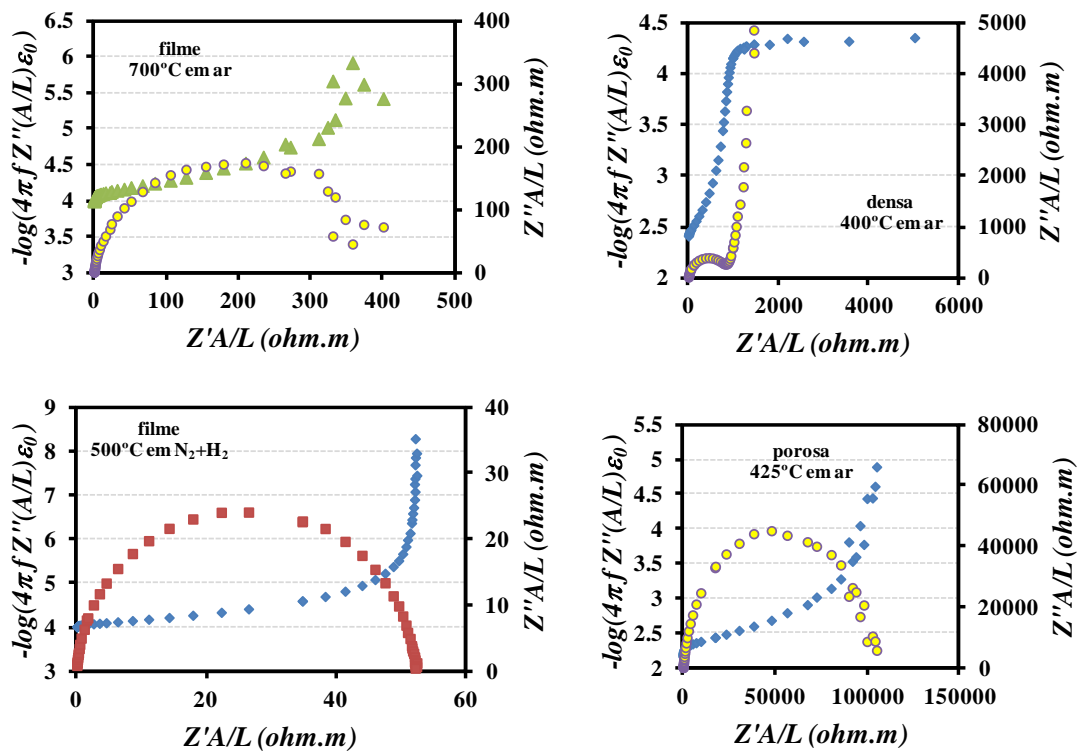 -log(4πf Z''(A/L)ε0)
6.5
6
5.5
5
4.5
4
3.5
3
filme
700ºC em ar
400
300
200
100
0
Z''A/L (ohm.m)
0 100 200 300 400 500
Z'A/L (ohm.m)
-log(4πf Z''(A/L)ε0)
4.5
4
3.5
3
2.5
2
densa
400ºC em ar
5000
4000
3000
2000
1000
0
Z''A/L (ohm.m)
0 2000 4000 6000
Z'A/L (ohm.m)
-log(4πf Z''(A/L)ε0)
9
8
7
6
5
4
3
filme
500ºC em N2+H2
40
30
20
10
0
Z''A/L (ohm.m)
0 20 40 60
Z'A/L (ohm.m)
-log(4πf Z''(A/L)ε0)
5.5
5
4.5
4
3.5
3
2.5
2
porosa
425ºC em ar
80000
60000
40000
20000
0
Z''A/L (ohm.m)
0 50000 100000 150000
Z'A/L (ohm.m)